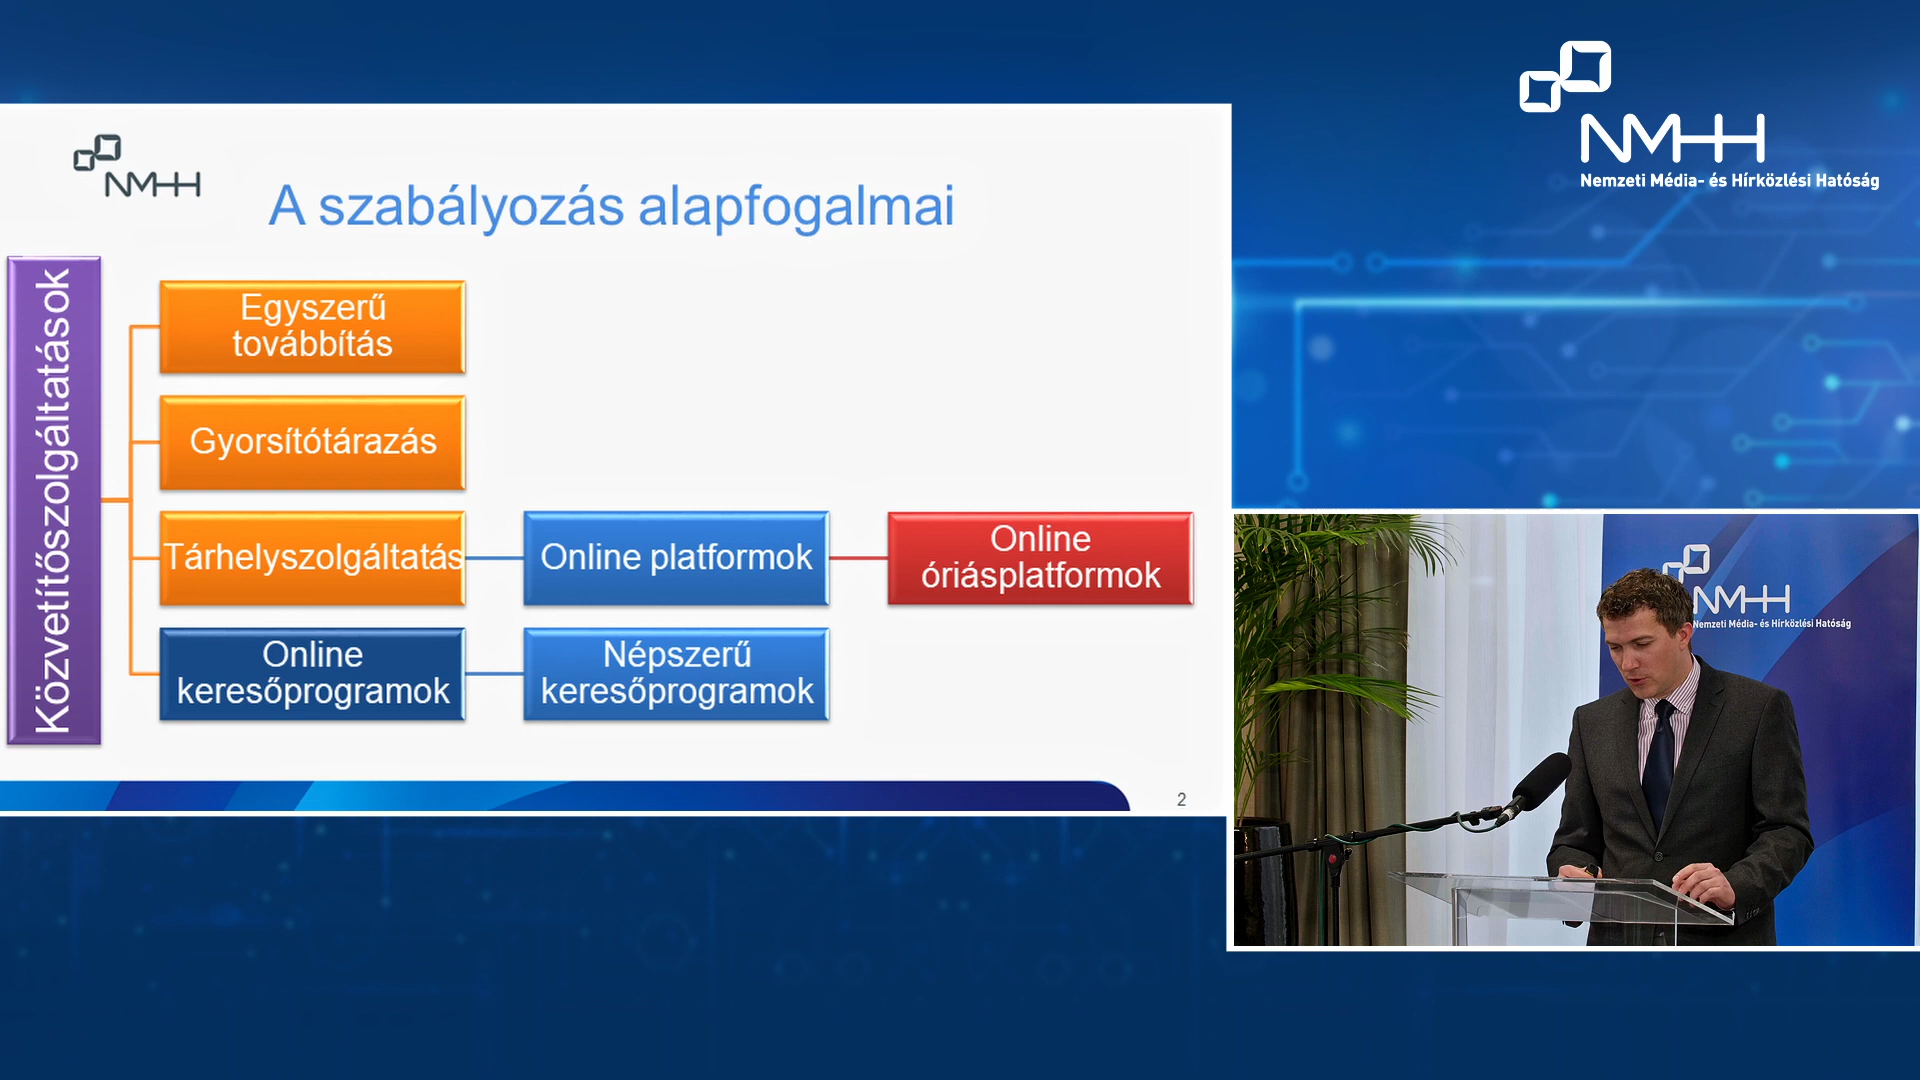 NMHH
Nemzeti Média- és Hírközlési Hatóság
NMHH
A szabályozás alapfogalmai
Közvetítőszolgáltatások
Egyszerű
továbbítás
Gyorsítótárazás
Tárhelyszolgáltatás
Online platformok
Online
óriásplatformok
Online
keresőprogramok
Népszerű
keresőprogramok
2
NMHH
Nemzeti Média- és Hírközlési Hatóság